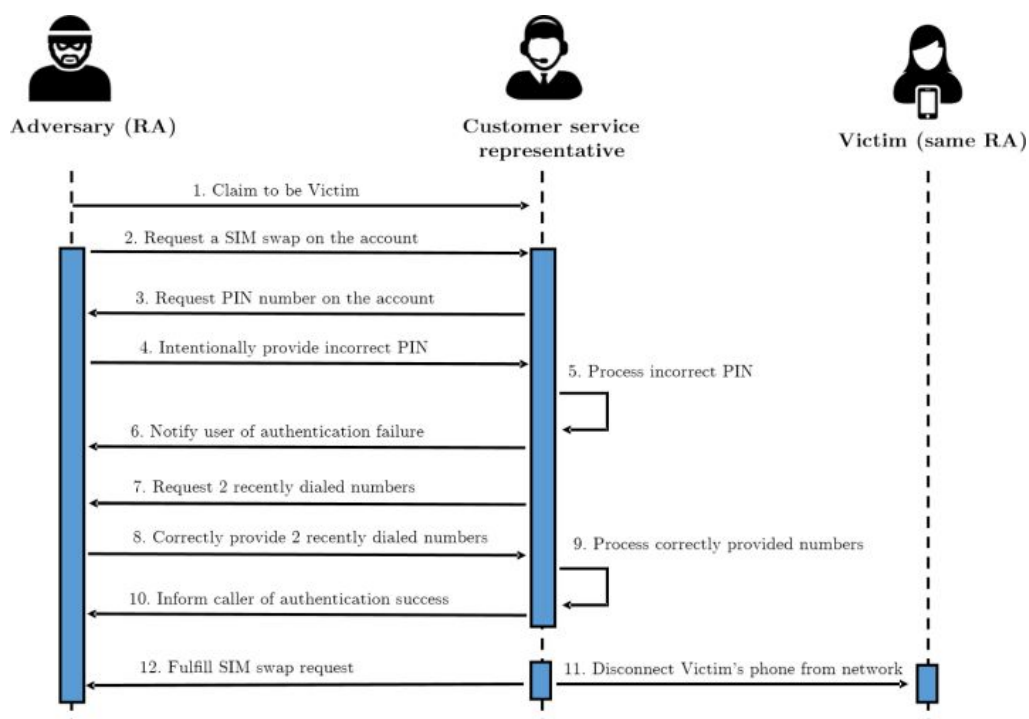 Adversary (RA)
Customer service
representative
Victim (same RA)
1. Claim to be Victim
2. Request a SIM swap on the account
3. Request PIN number on the account
4. Intentionally provide incorrect PIN
5. Process incorrect PIN
6. Notify user of authentication failure
7. Request 2 recently dialed numbers
8. Correctly provide 2 recently dialed numbers
9. Process correctly provided numbers
10. Inform caller of authentication success
12. Fulfill SIM swap request
11. Disconnect Victim's phone from network